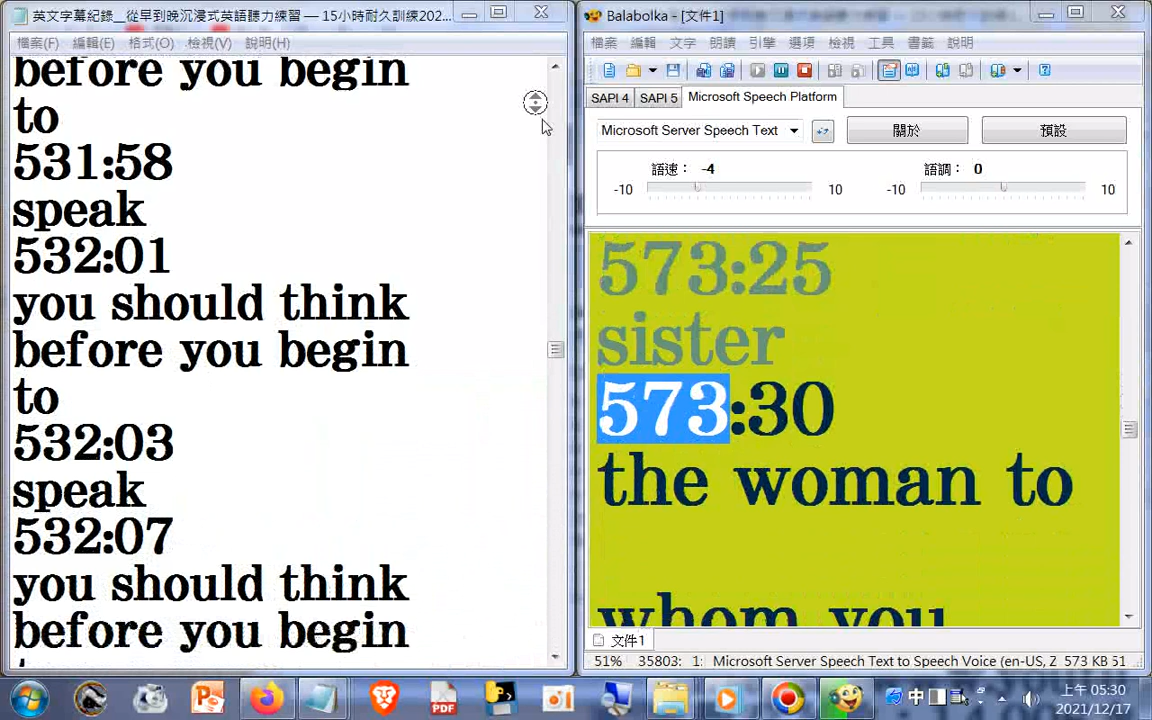 英文字幕紀錄__從早到晚沉浸式英語聽力練習 — 15小時耐久訓練202...
檔案(F) 編輯(E) 格式(O) 檢視(V) 說明(H)
before you begin
to
531:58
speak
532:01
you should think
before you begin
to
532:03
speak
532:07
you should think
before you begin
Balabolka - [文件1]
檔案 編輯 文字 朗讀 引擎 選項 檢視 工具 書籤 說明
SAPI 4 SAPI 5 Microsoft Speech Platform
Microsoft Server Speech Text 關於 預設
語速： -4 語調： 0
-10 10 -10 10
573:25
sister
573:30
the woman to
whom you
文件1
51% 35803: 1: Microsoft Server Speech Text to Speech Voice (en-US, Z 573 KB 51
PDF
中
上午 05:30
2021/12/17